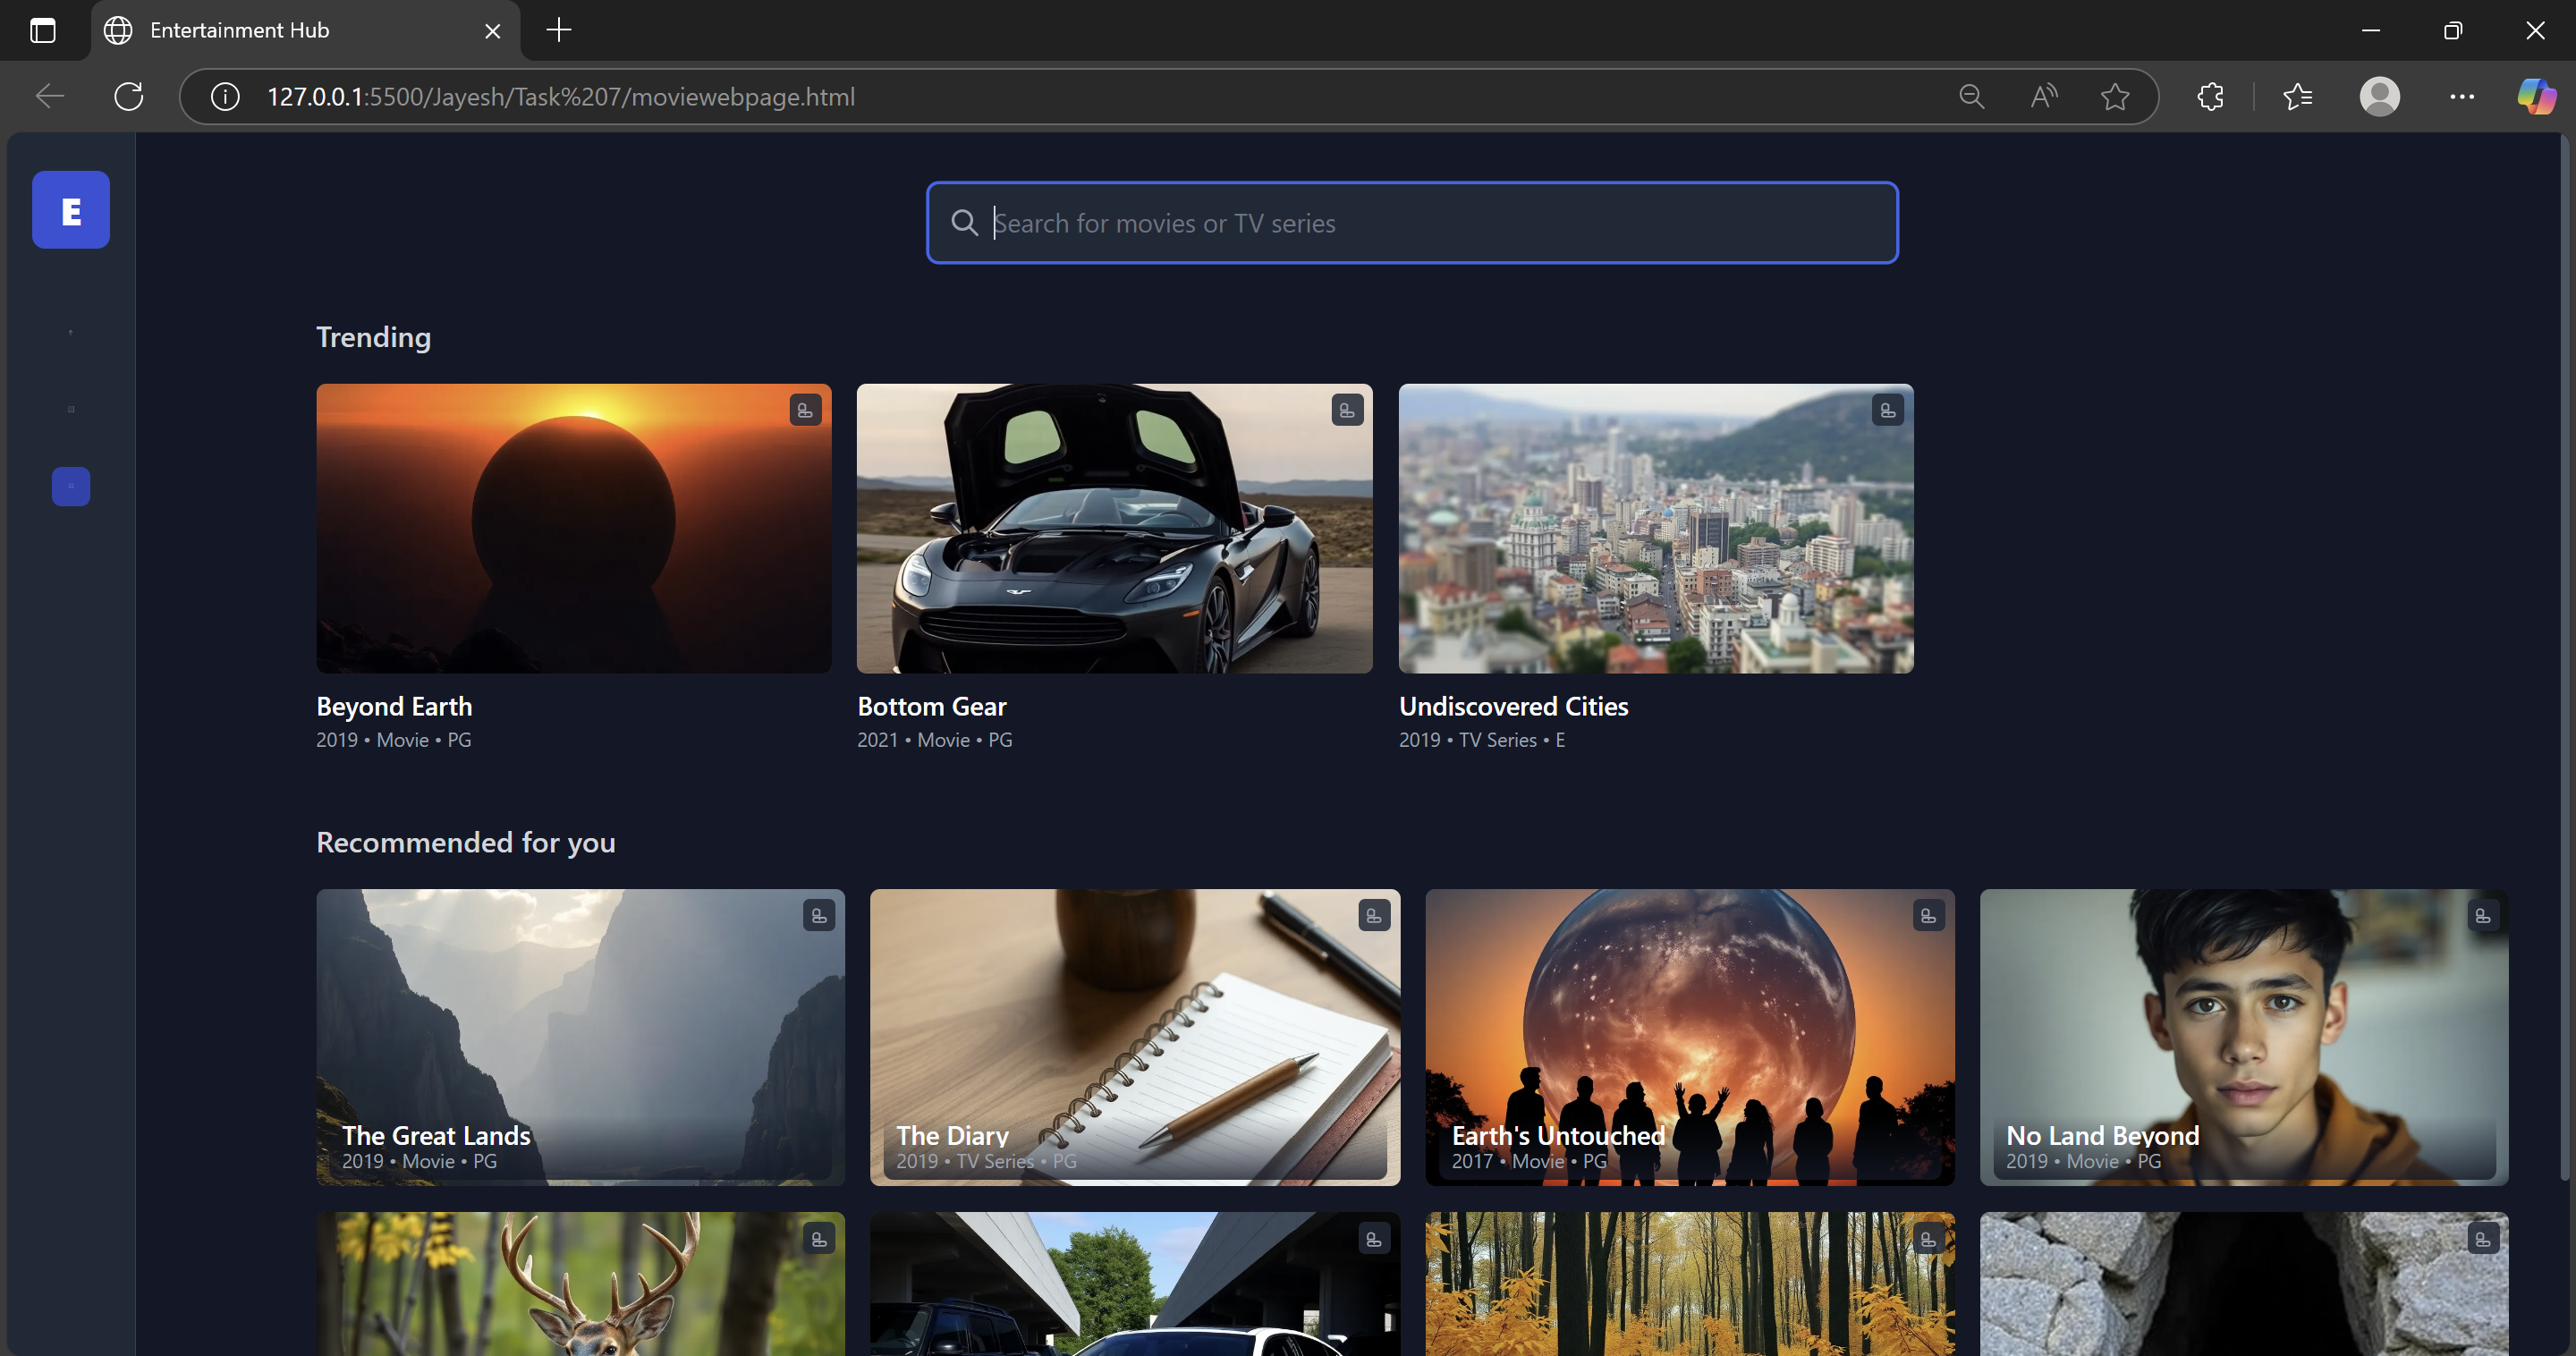 Entertainment Hub
127.0.0.1:5500/Jayesh/Task%207/moviewebpage.html
E
Search for movies or TV series
Trending
Beyond Earth
2019 • Movie • PG
Bottom Gear
2021 • Movie • PG
Undiscovered Cities
2019 • TV Series • E
Recommended for you
The Great Lands
2019 • Movie • PG
The Diary
2019 • TV Series • PG
Earth's Untouched
2017 • Movie • PG
No Land Beyond
2019 • Movie • PG